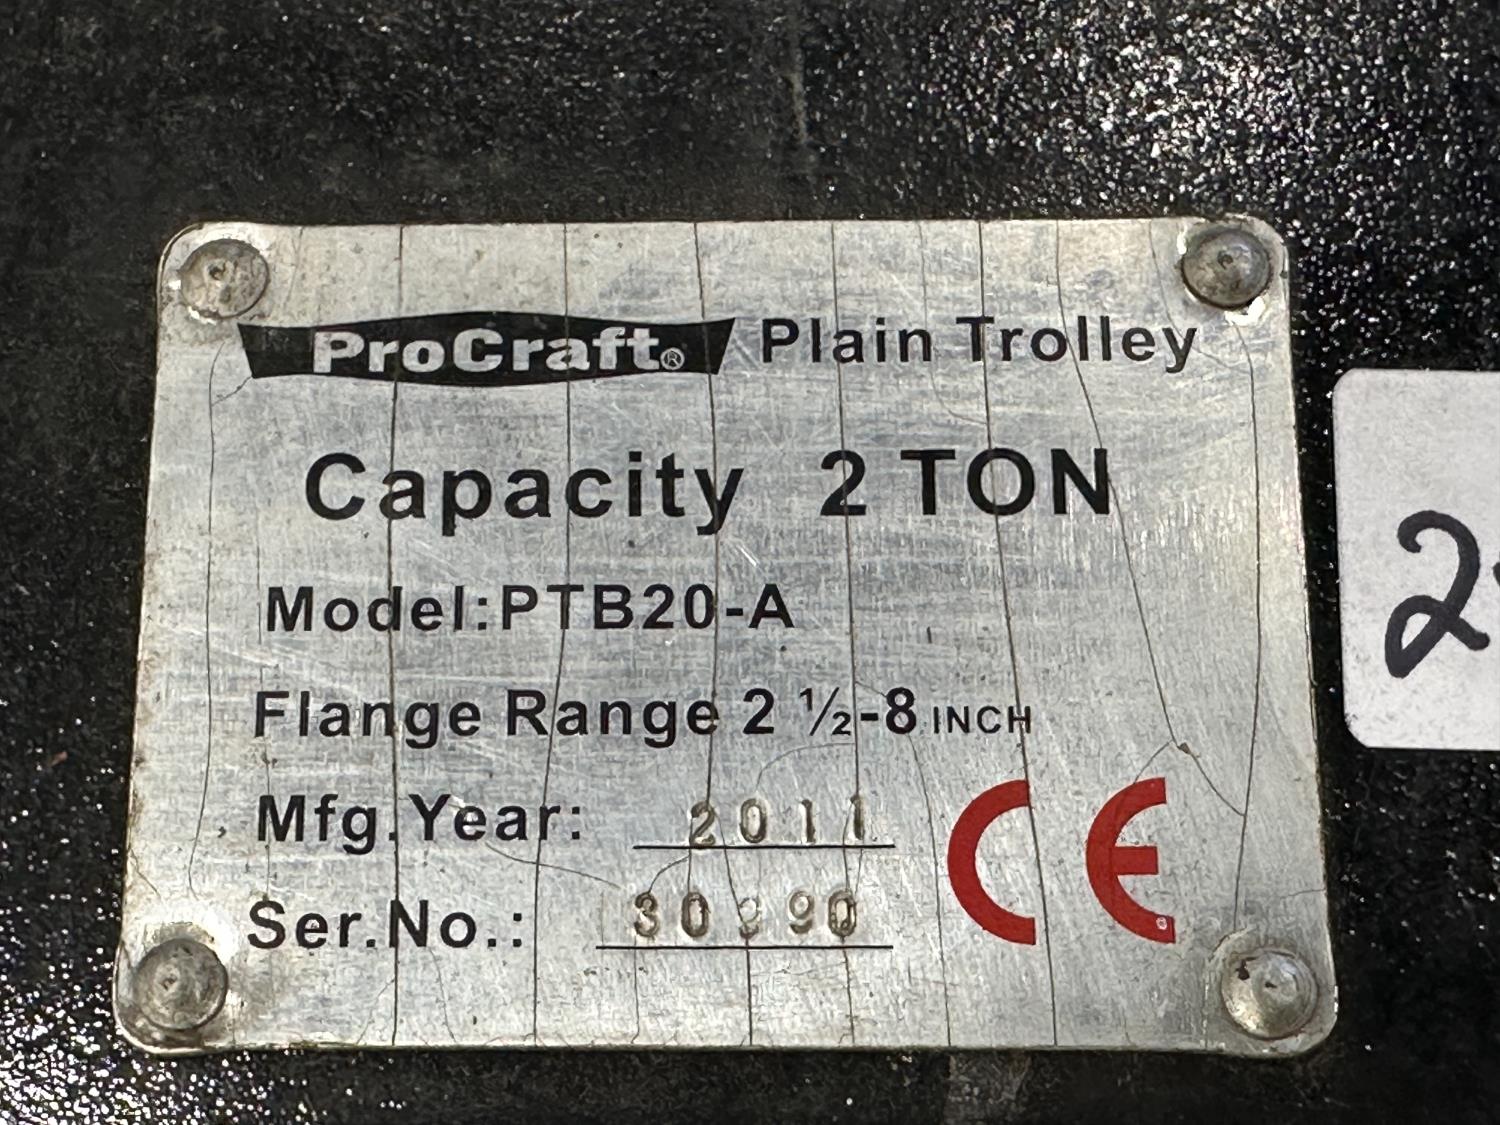 ProCraft® Plain Trolley
Capacity 2 TON
Model:PTB20-A
Flange Range 2 ½-8 INCH
Mfg.Year: 2011
Ser.No.:
CE